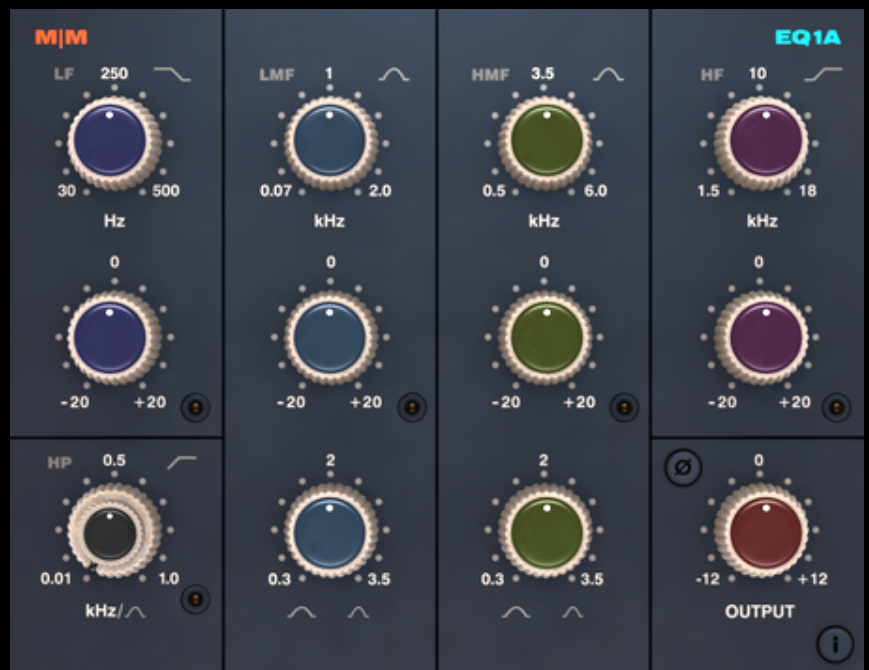 M|M
EQ1A
LF 250
LMF 1
HMF 3.5
HF 10
30 500
0.07 2.0
0.5 6.0
1.5 18
Hz
kHz
kHz
kHz
0
0
0
0
-20 +20
-20 +20
-20 +20
-20 +20
HP 0.5
2
2
Ø 0
0.01 1.0
0.3 3.5
0.3 3.5
-12 +12
kHz/
OUTPUT
i